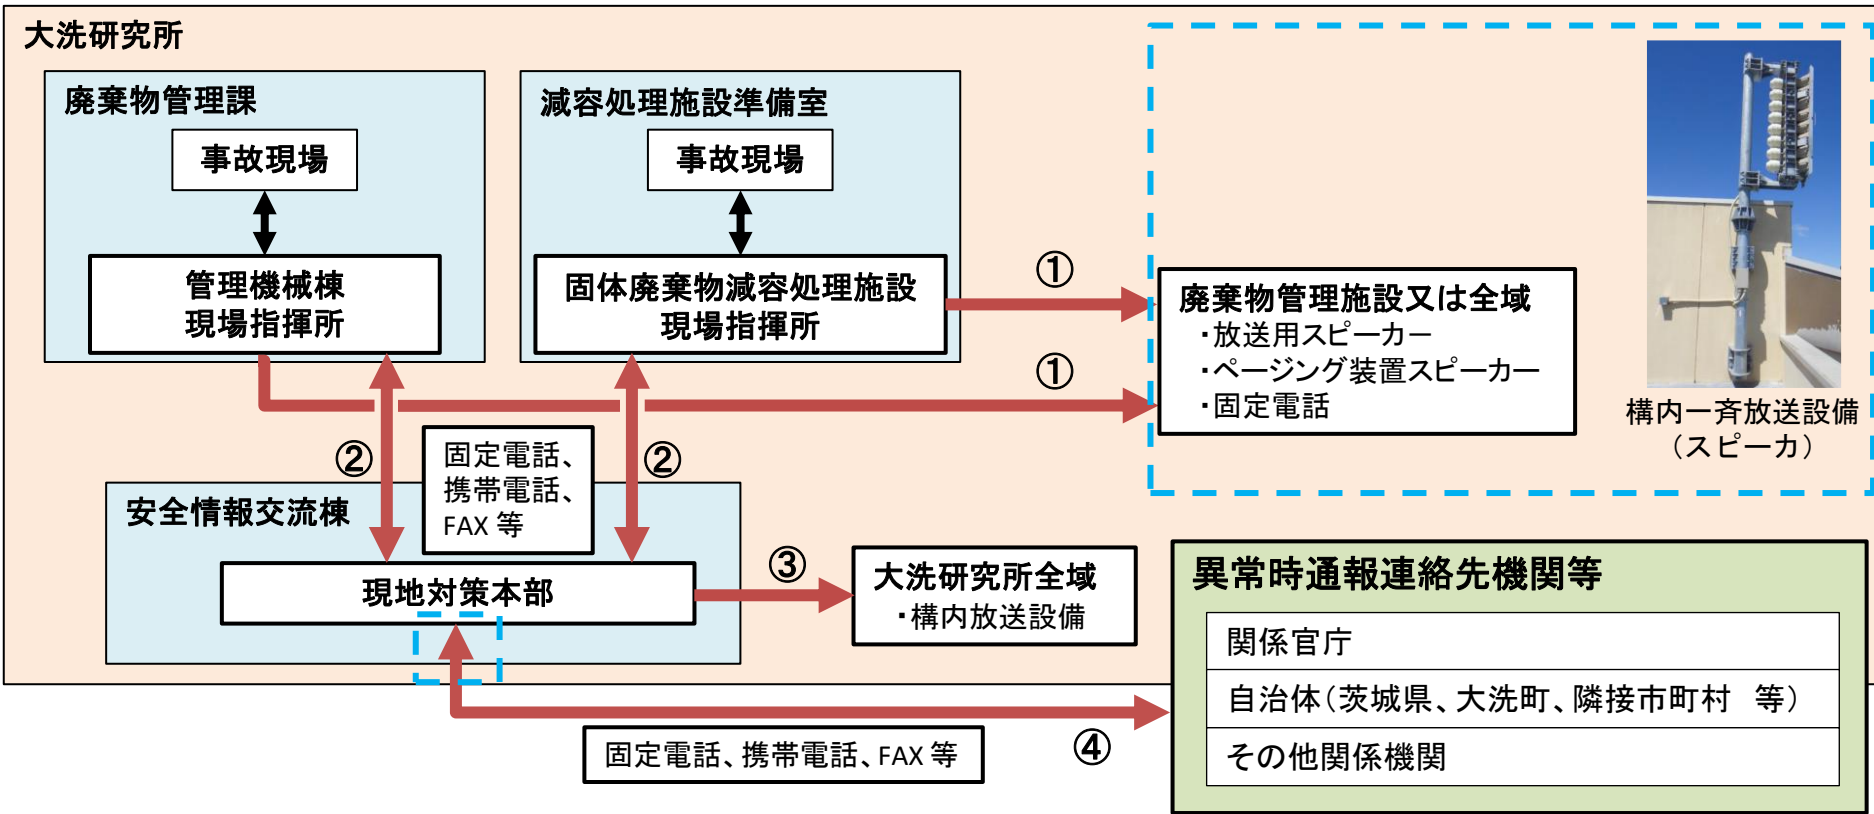 大洗研究所
廃棄物管理課
事故現場
管理機械棟
現場指揮所
減容処理施設準備室
事故現場
固体廃棄物減容処理施設
現場指揮所
①
①
廃棄物管理施設又は全域
・放送用スピーカー
・ページング装置スピーカー
・固定電話
構内一斉放送設備
（スピーカ）
②
固定電話、
携帯電話、
FAX 等
②
安全情報交流棟
現地対策本部
③
大洗研究所全域
・構内放送設備
異常時通報連絡先機関等
関係官庁
自治体（茨城県、大洗町、隣接市町村　等）
その他関係機関
固定電話、携帯電話、FAX 等
④